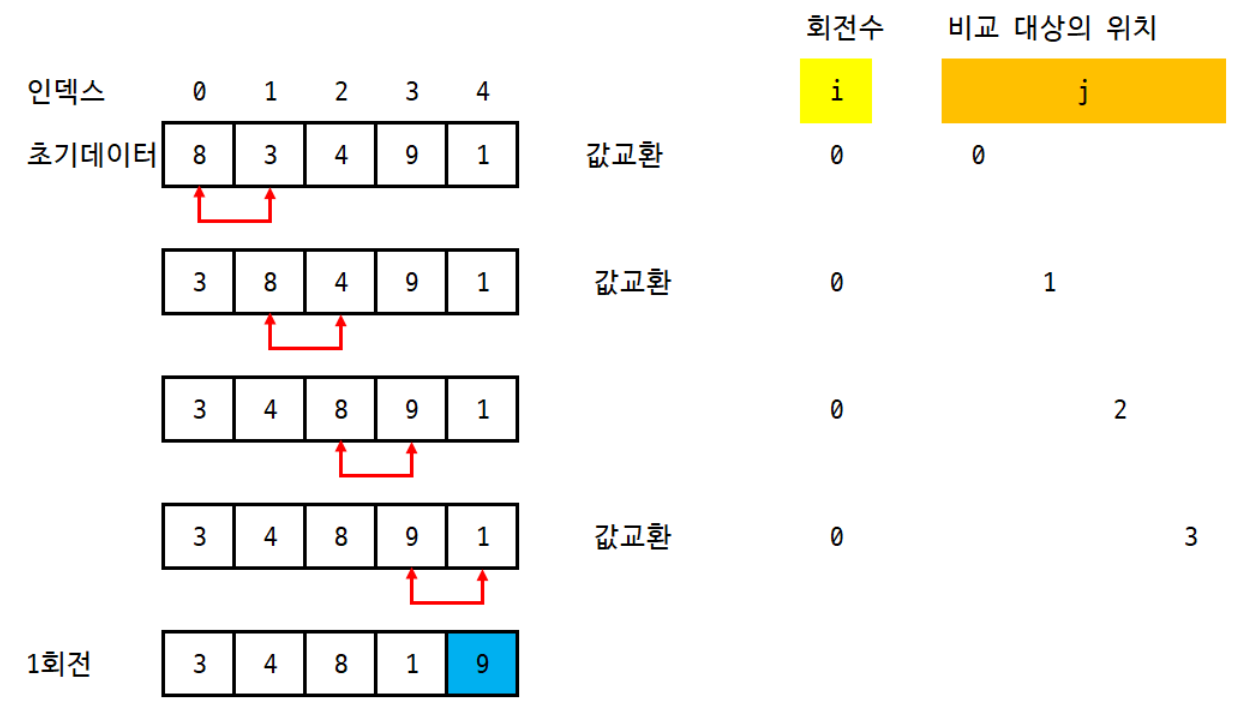 회전수 비교 대상의 위치
인덱스 0 1 2 3 4 i j
초기데이터 8 3 4 9 1 값교환 0 0
3 8 4 9 1 값교환 0 1
3 4 8 9 1 0 2
3 4 8 9 1 값교환 0 3
1회전 3 4 8 1 9